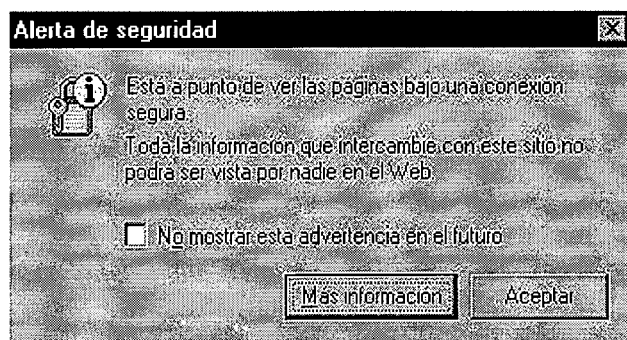 Alerta de seguridad
Está a punto de ver las páginas bajo una conexión
segura.
Toda la información que intercambie con este sitio no
podrá ser vista por nadie en el Web.
No mostrar esta advertencia en el futuro
Más información
Aceptar